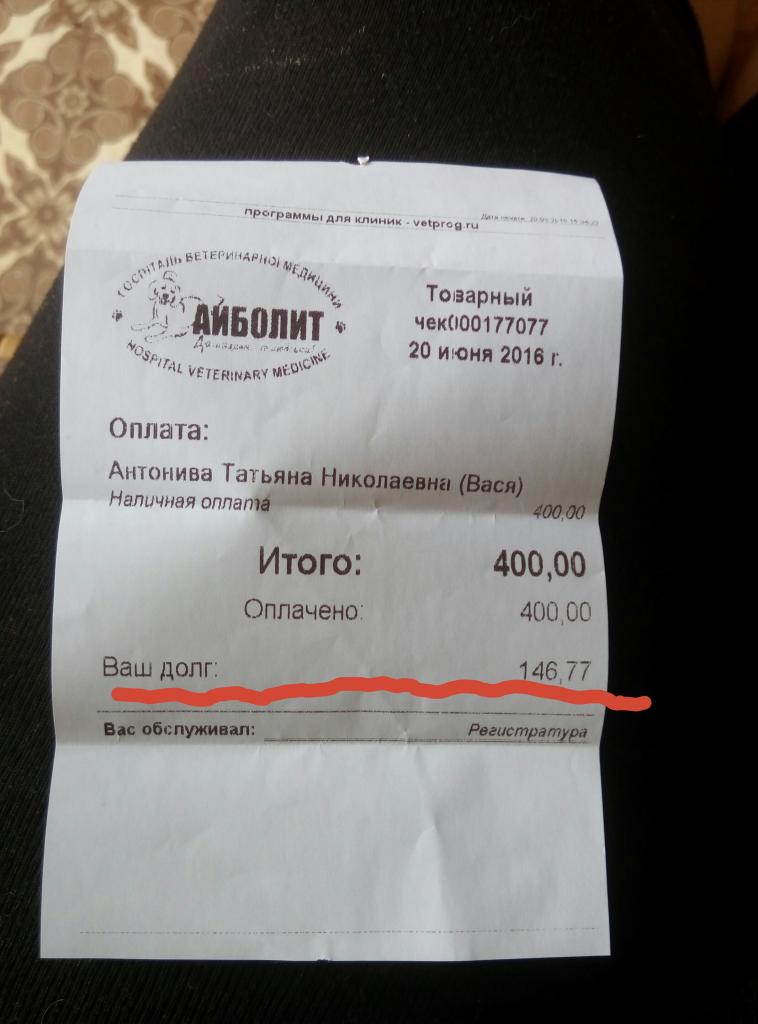 программы для клиник - vetprog.ru
Дата печати:
ГОСПІТАЛЬ ВЕТЕРИНАРНОЇ МЕДИЦИНИ
АЙБОЛИТ
HOSPITAL VETERINARY MEDICINE
Товарный
чек000177077
20 июня 2016 г.
Оплата:
Антонива Татьяна Николаевна (Вася)
Наличная оплата 400,00
Итого: 400,00
Оплачено: 400,00
Ваш долг: 146,77
Вас обслуживал: Регистратура